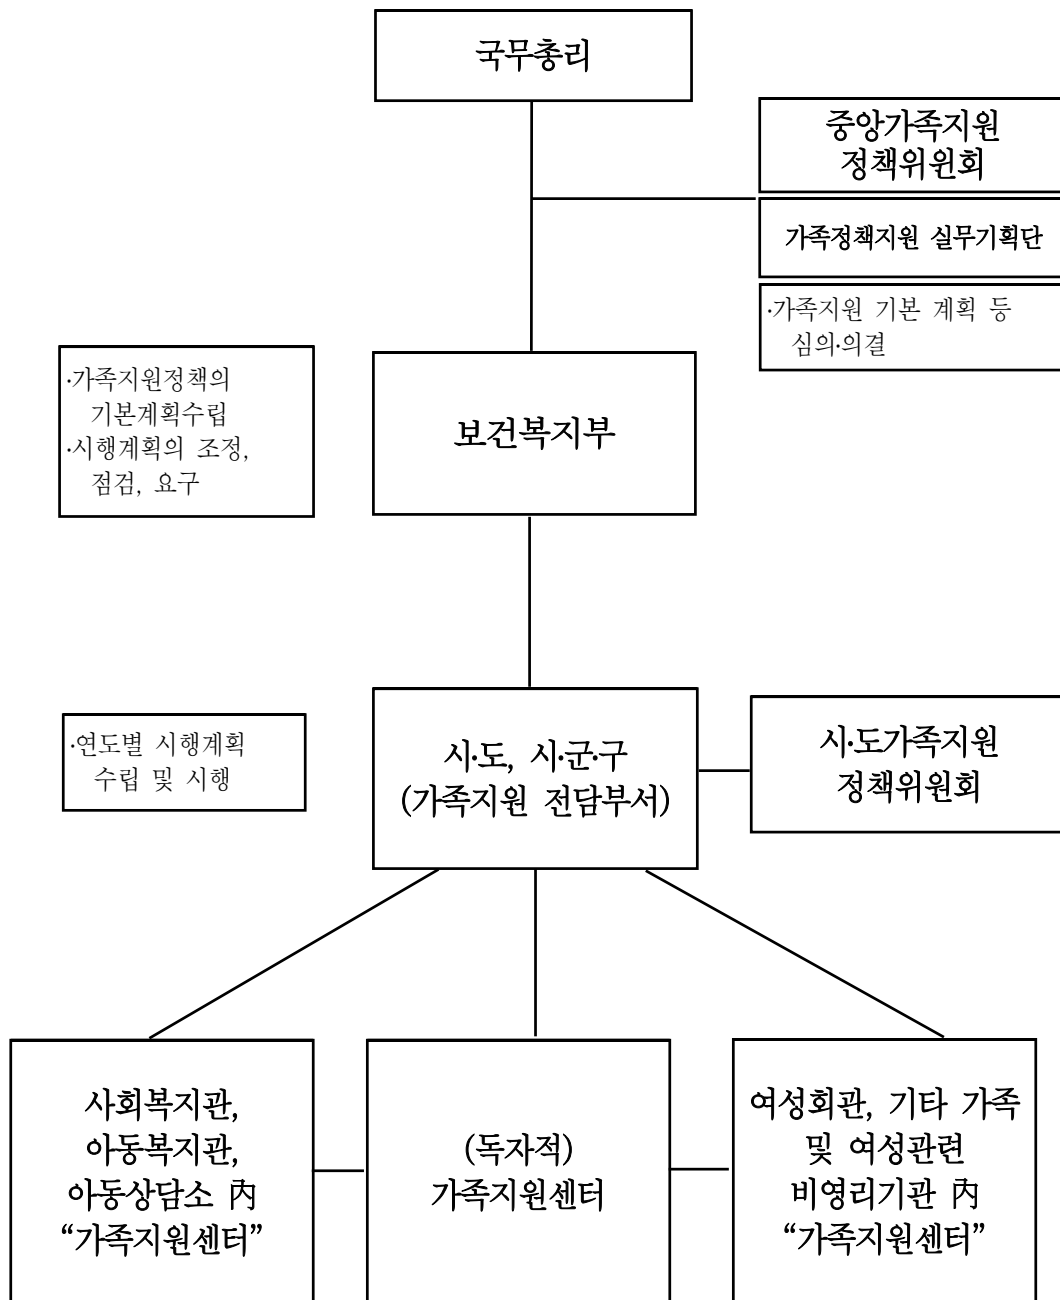 국무총리
중앙가족지원
정책위원회
가족정책지원 실무기획단
·가족지원 기본 계획 등
심의·의결
·가족지원정책의
기본계획수립
·시행계획의 조정,
점검, 요구
보건복지부
·연도별 시행계획
수립 및 시행
시·도, 시·군·구
(가족지원 전담부서)
시·도가족지원
정책위원회
사회복지관,
아동복지관,
아동상담소 內
“가족지원센터”
(독자적)
가족지원센터
여성회관, 기타 가족
및 여성관련
비영리기관 內
“가족지원센터”